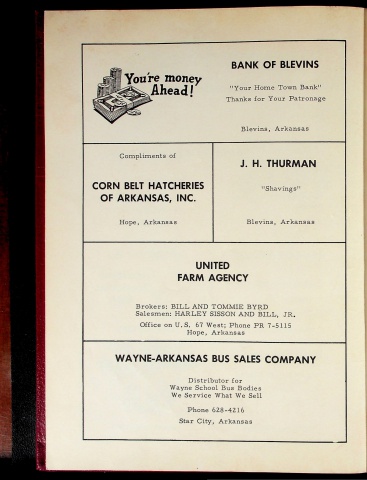 You're money
Ahead!
BANK OF BLEVINS
"Your Home Town Bank"
Thanks for Your Patronage
Blevins, Arkansas
Compliments of
CORN BELT HATCHERIES
OF ARKANSAS, INC.
Hope, Arkansas
J. H. THURMAN
"Shavings"
Blevins, Arkansas
UNITED
FARM AGENCY
Brokers: BILL AND TOMMIE BYRD
Salesmen: HARLEY SISSON AND BILL, JR.
Office on U.S. 67 West; Phone PR 7-5115
Hope, Arkansas
WAYNE-ARKANSAS BUS SALES COMPANY
Distributor for
Wayne School Bus Bodies
We Service What We Sell
Phone 628-4216
Star City, Arkansas